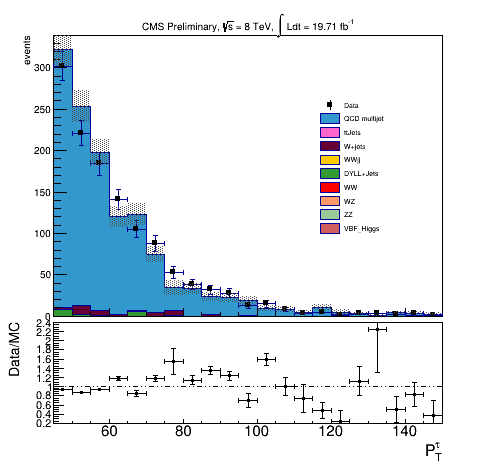 CMS Preliminary, √s = 8 TeV, ∫ Ldt = 19.71 fb⁻¹
events
300
250
200
150
100
50
0
Data
QCD multijet
ttJets
W+jets
WWjj
DYLL+Jets
WW
WZ
ZZ
VBF_Higgs
Data/MC
2.4
2.2
2
1.8
1.6
1.4
1.2
1
0.8
0.6
0.4
0.2
60 80 100 120 140
P_T^τ